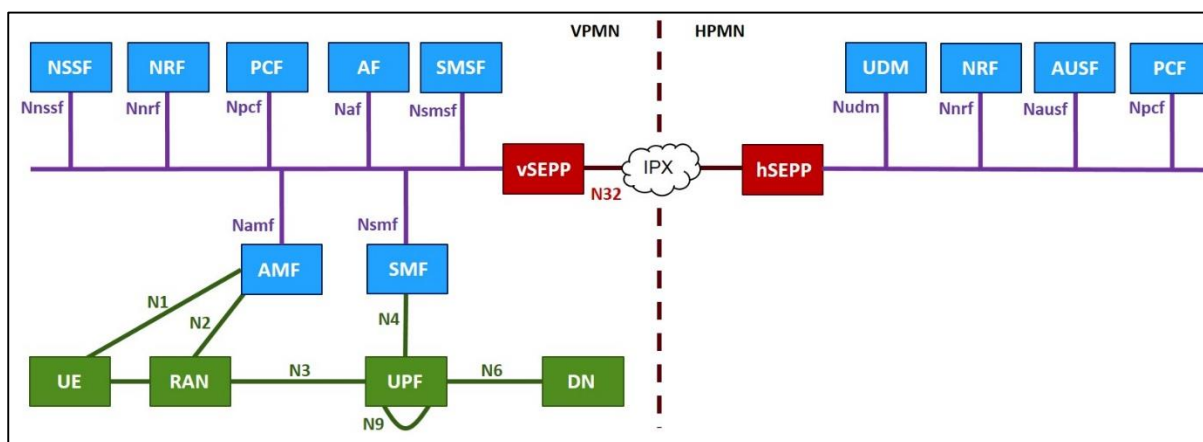 VPMN HPMN
NSSF NRF PCF AF SMSF UDM NRF AUSF PCF
Nnssf Nnrf Npcf Naf Nsmsf Nudm Nnrf Nausf Npcf
vSEPP IPX hSEPP
N32
Namf Nsmf
AMF SMF
N1
N2 N4
N3 N6
UE RAN UPF DN
N9